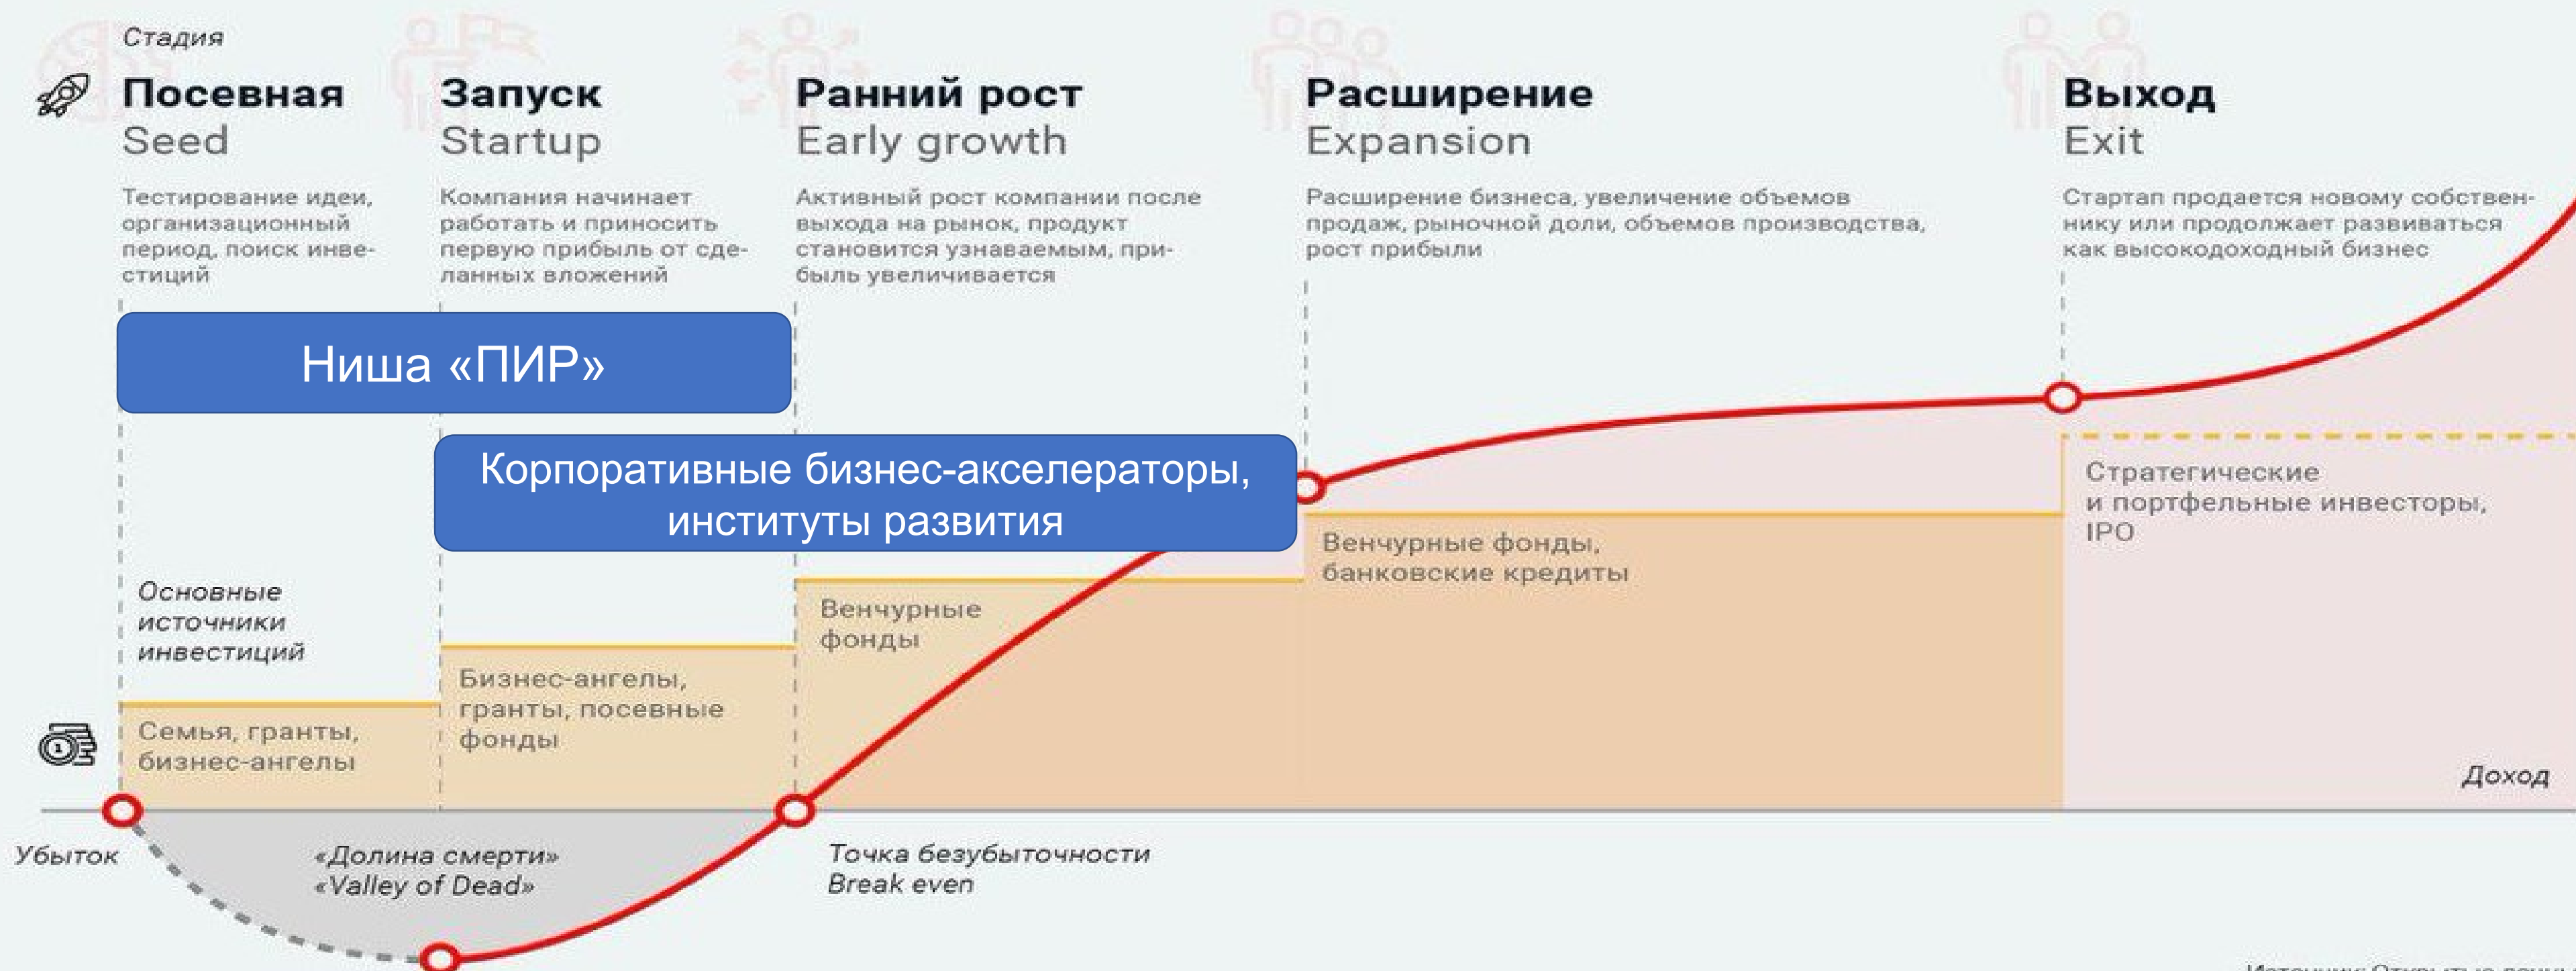 Стадия
Посевная
Seed
Тестирование идеи,
организационный
период, поиск инве-
стиций
Запуск
Startup
Компания начинает
работать и приносить
первую прибыль от сде-
ланных вложений
Ранний рост
Early growth
Активный рост компании после
выхода на рынок, продукт
становится узнаваемым, при-
быль увеличивается
Расширение
Expansion
Расширение бизнеса, увеличение объемов
продаж, рыночной доли, объемов производства,
рост прибыли
Выход
Exit
Стартап продается новому собствен-
нику или продолжает развиваться
как высокодоходный бизнес
Ниша «ПИР»
Корпоративные бизнес-акселераторы,
институты развития
Основные
источники
инвестиций
Семья, гранты,
бизнес-ангелы
Бизнес-ангелы,
гранты, посевные
фонды
Венчурные
фонды
Венчурные фонды,
банковские кредиты
Стратегические
и портфельные инвесторы,
IPO
Доход
Убыток
«Долина смерти»
«Valley of Dead»
Точка безубыточности
Break even